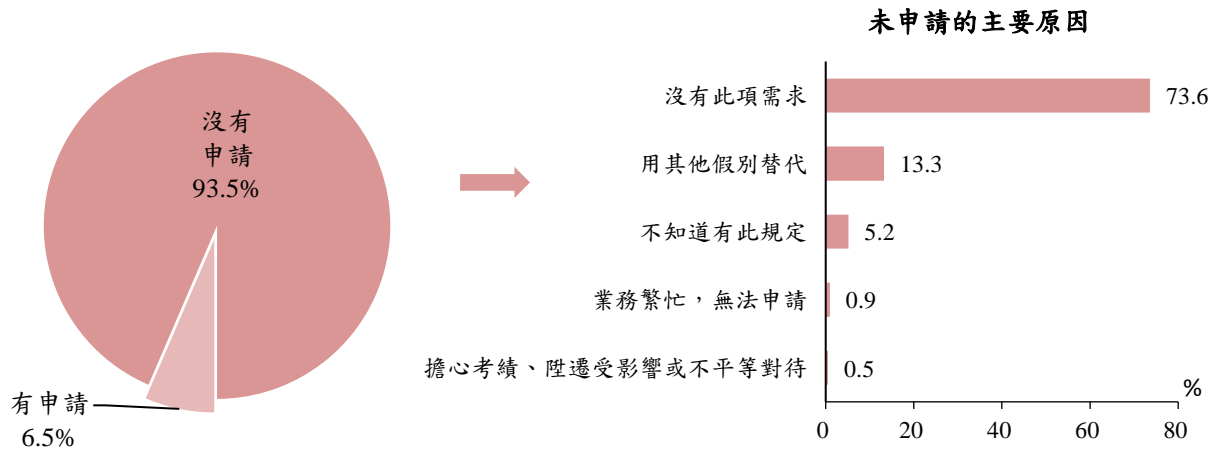 沒有
申請
93.5%
有申請
6.5%
未申請的主要原因
沒有此項需求
73.6
用其他假別替代
13.3
不知道有此規定
5.2
業務繁忙，無法申請
0.9
擔心考績、陞遷受影響或不平等對待
0.5
%
0 20 40 60 80